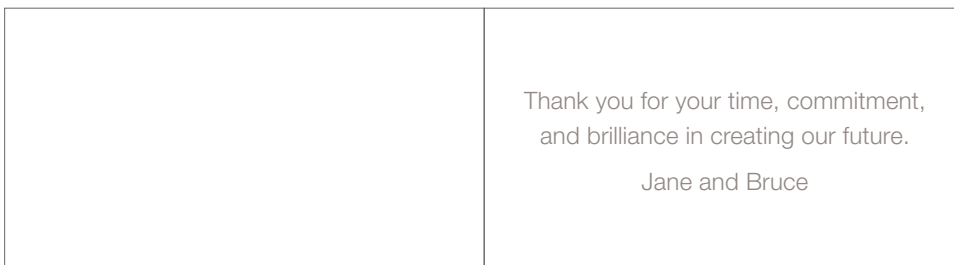 Thank you for your time, commitment,
and brilliance in creating our future.
Jane and Bruce